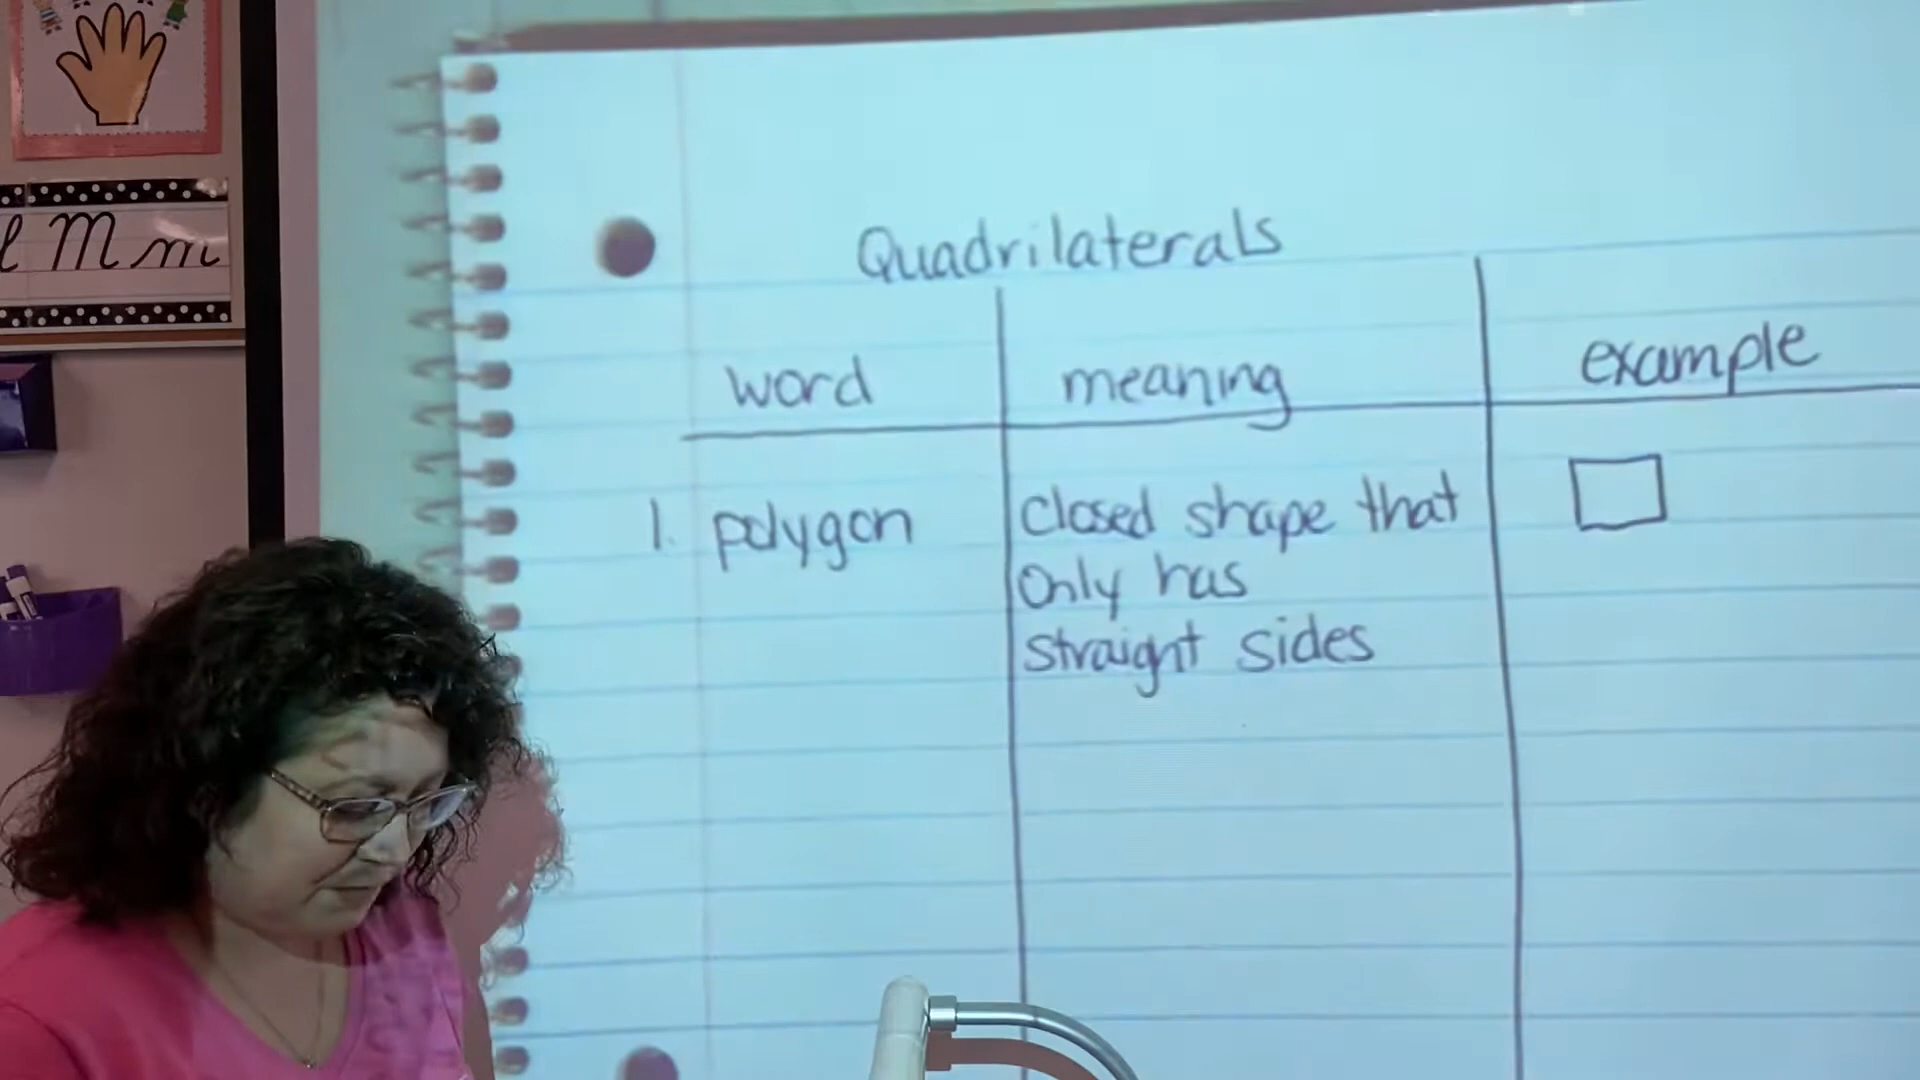 M m
Quadrilaterals
word meaning example
1. polygon closed shape that
only has
straight sides